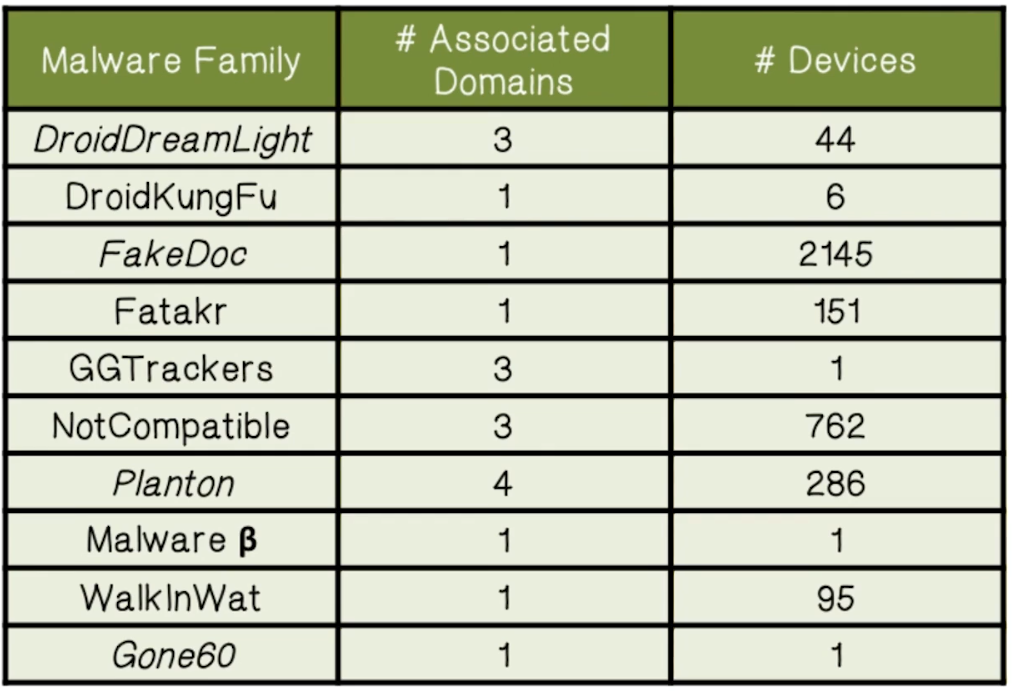 Malware Family # Associated Domains # Devices
DroidDreamLight 3 44
DroidKungFu 1 6
FakeDoc 1 2145
Fatakr 1 151
GGTrackers 3 1
NotCompatible 3 762
Planton 4 286
Malware β 1 1
WalkInWat 1 95
Gone60 1 1